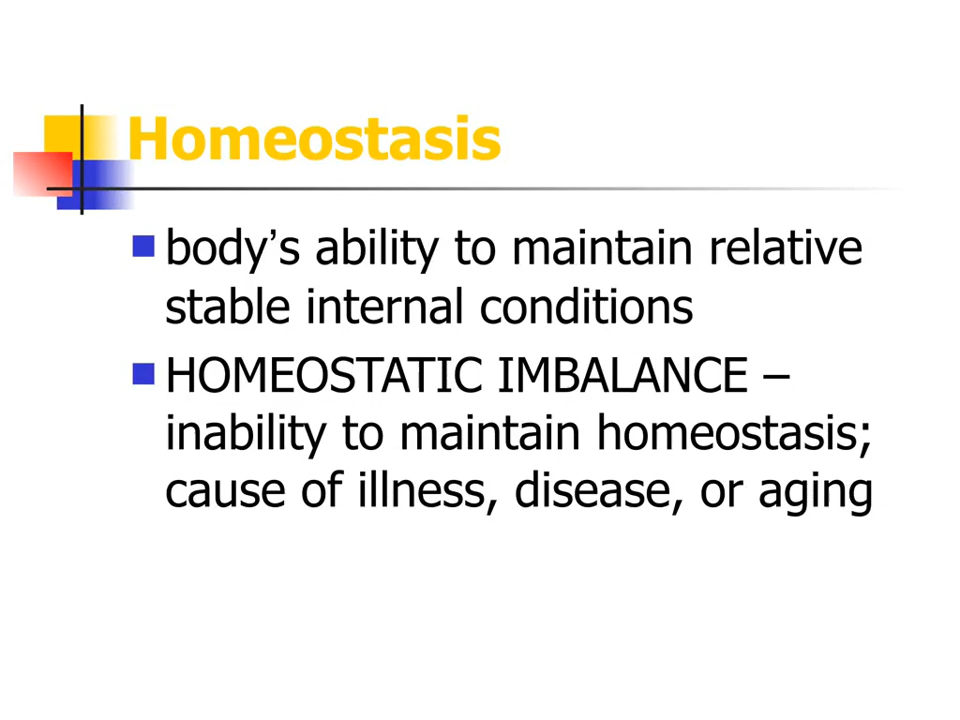 Homeostasis
body’s ability to maintain relative
stable internal conditions
HOMEOSTATIC IMBALANCE –
inability to maintain homeostasis;
cause of illness, disease, or aging